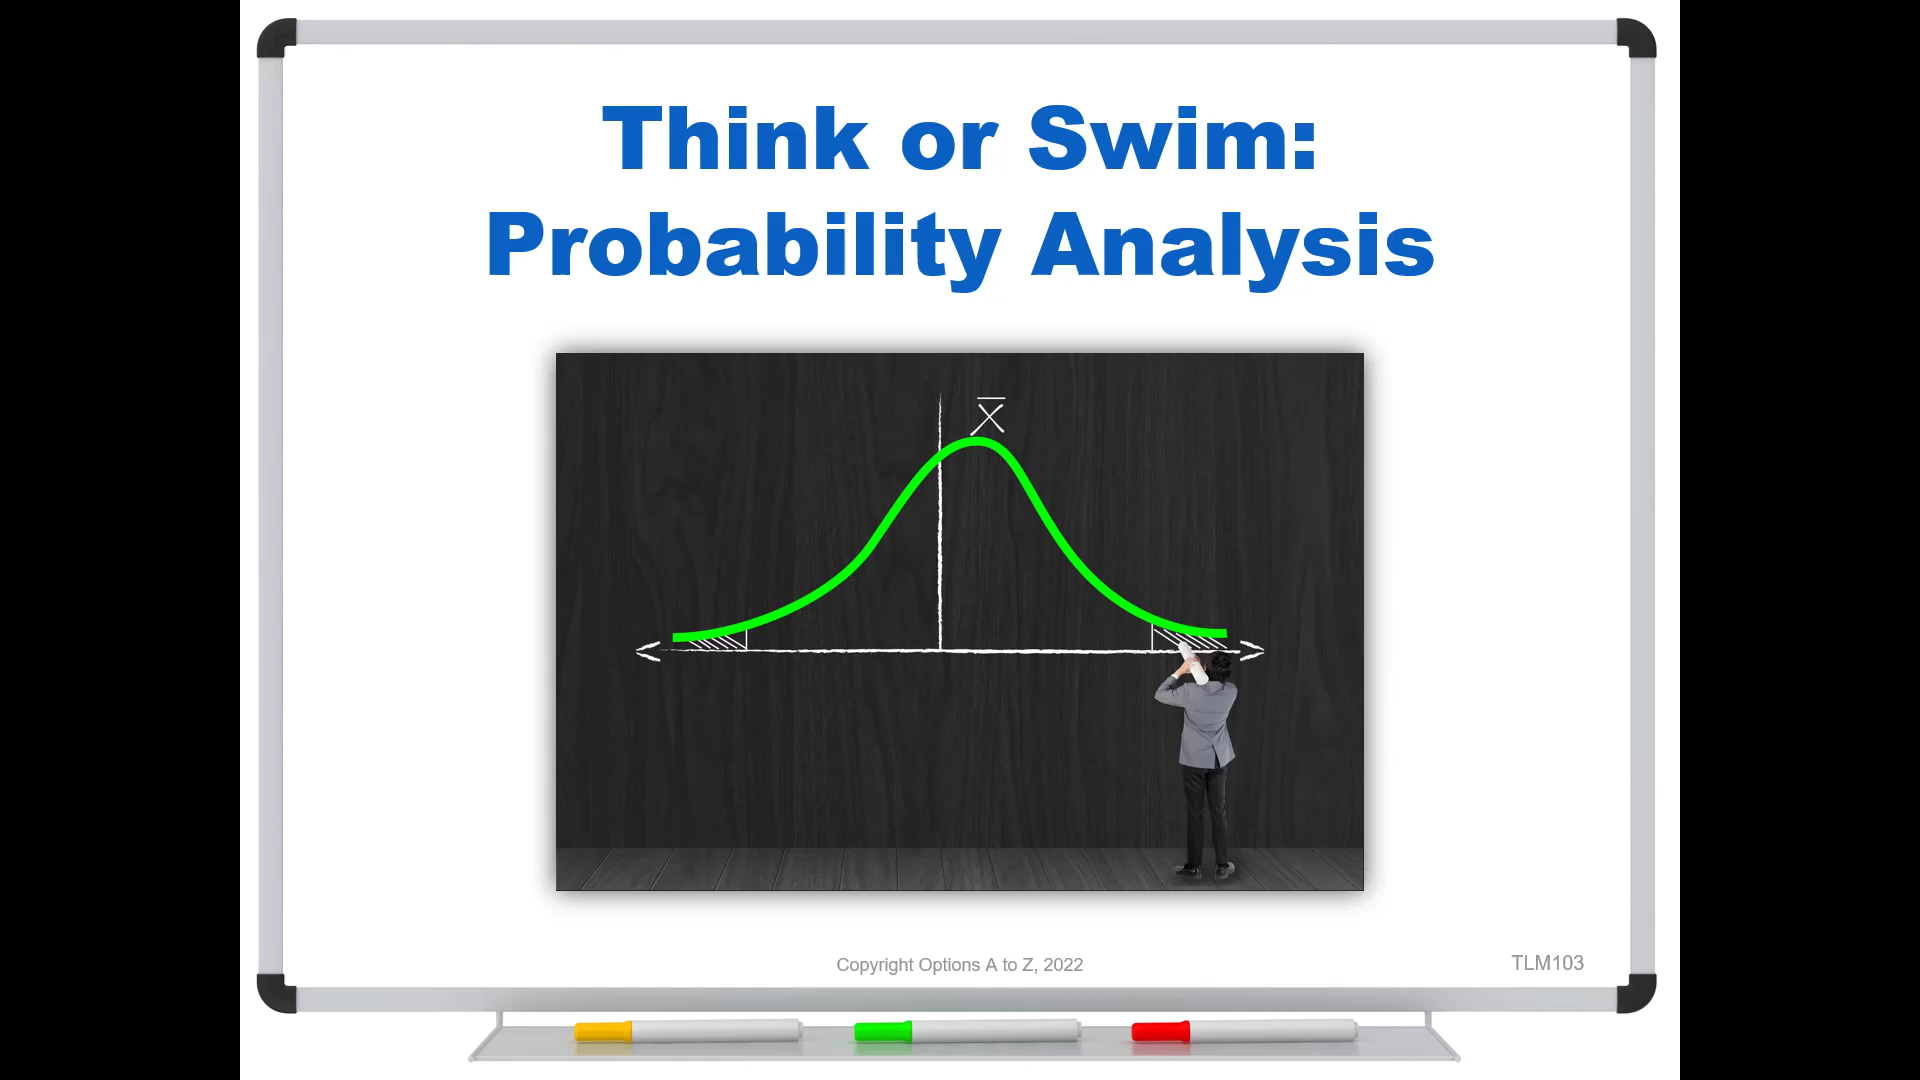 Think or Swim:
Probability Analysis
X̄
Copyright Options A to Z, 2022
TLM103